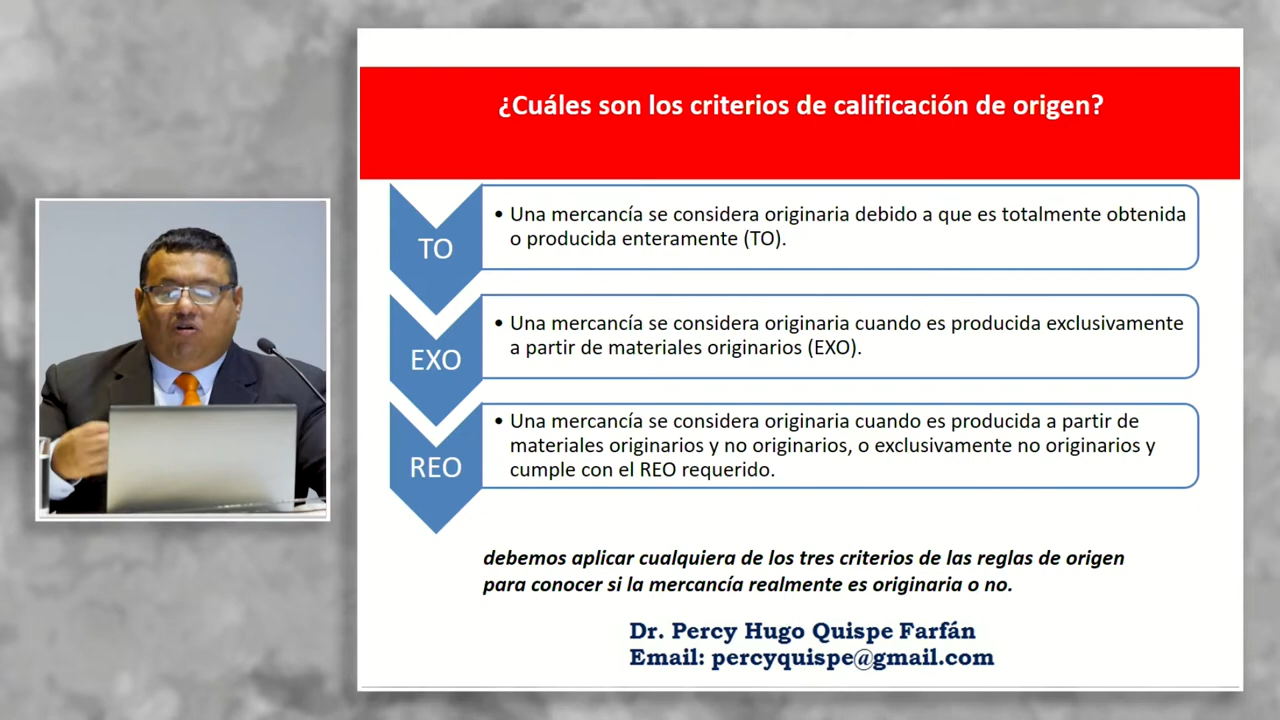 ¿Cuáles son los criterios de calificación de origen?
TO
• Una mercancía se considera originaria debido a que es totalmente obtenida
o producida enteramente (TO).
EXO
• Una mercancía se considera originaria cuando es producida exclusivamente
a partir de materiales originarios (EXO).
REO
• Una mercancía se considera originaria cuando es producida a partir de
materiales originarios y no originarios, o exclusivamente no originarios y
cumple con el REO requerido.
debemos aplicar cualquiera de los tres criterios de las reglas de origen
para conocer si la mercancía realmente es originaria o no.
Dr. Percy Hugo Quispe Farfán
Email: percyquispe@gmail.com